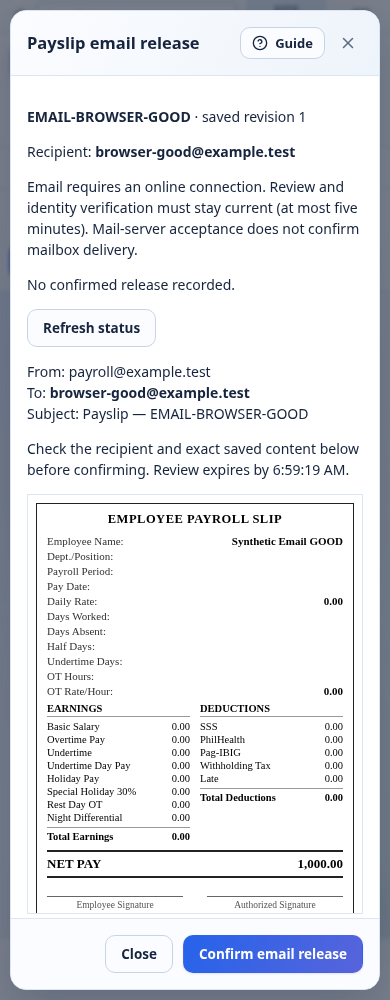 Payslip email release
Guide
EMAIL-BROWSER-GOOD · saved revision 1
Recipient: browser-good@example.test
Email requires an online connection. Review and
identity verification must stay current (at most five
minutes). Mail-server acceptance does not confirm
mailbox delivery.
No confirmed release recorded.
Refresh status
From: payroll@example.test
To: browser-good@example.test
Subject: Payslip — EMAIL-BROWSER-GOOD
Check the recipient and exact saved content below
before confirming. Review expires by 6:59:19 AM.
EMPLOYEE PAYROLL SLIP
Employee Name: Synthetic Email GOOD
Dept./Position:
Payroll Period:
Pay Date:
Daily Rate: 0.00
Days Worked:
Days Absent:
Half Days:
Undertime Days:
OT Hours:
OT Rate/Hour: 0.00
EARNINGS
Basic Salary 0.00
Overtime Pay 0.00
Undertime 0.00
Undertime Day Pay 0.00
Holiday Pay 0.00
Special Holiday 30% 0.00
Rest Day OT 0.00
Night Differential 0.00
Total Earnings 0.00
DEDUCTIONS
SSS 0.00
PhilHealth 0.00
Pag-IBIG 0.00
Withholding Tax 0.00
Late 0.00
Total Deductions 0.00
NET PAY 1,000.00
Employee Signature
Authorized Signature
Close
Confirm email release